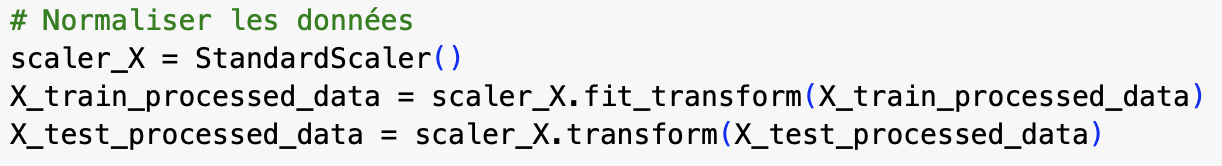 # Normaliser les données
scaler_X = StandardScaler()
X_train_processed_data = scaler_X.fit_transform(X_train_processed_data)
X_test_processed_data = scaler_X.transform(X_test_processed_data)